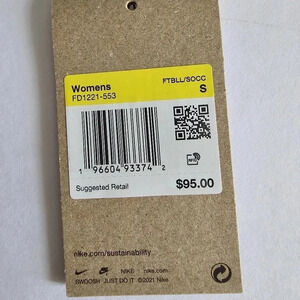 Womens FTBLL/SOCC
FD1221-553 S
1 96604 93374 2
Suggested Retail $95.00
nike.com/sustainability
NIKE nike.com
SWOOSH JUST DO IT ©2021 Nike